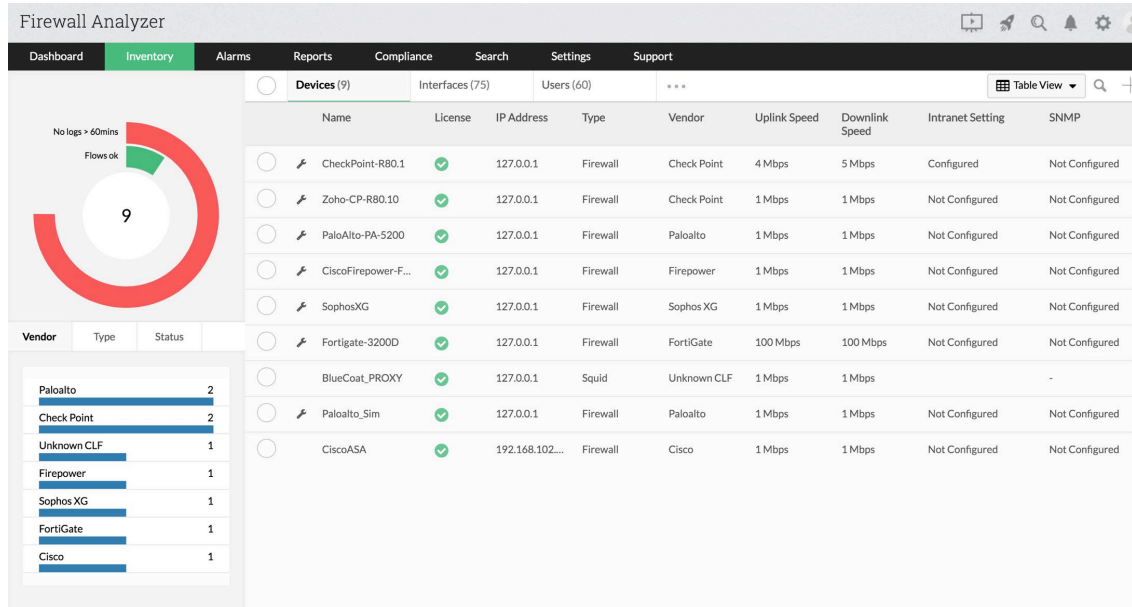 Firewall Analyzer
Dashboard Inventory Alarms Reports Compliance Search Settings Support
Devices (9) Interfaces (75) Users (60) Table View
No logs > 60mins
Flows ok
9
Vendor Type Status
Paloalto 2
Check Point 2
Unknown CLF 1
Firepower 1
Sophos XG 1
FortiGate 1
Cisco 1
Name License IP Address Type Vendor Uplink Speed Downlink Speed Intranet Setting SNMP
CheckPoint-R80.1 127.0.0.1 Firewall Check Point 4 Mbps 5 Mbps Configured Not Configured
Zoho-CP-R80.10 127.0.0.1 Firewall Check Point 1 Mbps 1 Mbps Not Configured Not Configured
PaloAlto-PA-5200 127.0.0.1 Firewall Paloalto 1 Mbps 1 Mbps Not Configured Not Configured
CiscoFirepower-F... 127.0.0.1 Firewall Firepower 1 Mbps 1 Mbps Not Configured Not Configured
SophosXG 127.0.0.1 Firewall Sophos XG 1 Mbps 1 Mbps Not Configured Not Configured
Fortigate-3200D 127.0.0.1 Firewall FortiGate 100 Mbps 100 Mbps Not Configured Not Configured
BlueCoat_PROXY 127.0.0.1 Squid Unknown CLF 1 Mbps 1 Mbps -
Paloalto_Sim 127.0.0.1 Firewall Paloalto 1 Mbps 1 Mbps Not Configured Not Configured
CiscoASA 192.168.102.... Firewall Cisco 1 Mbps 1 Mbps Not Configured Not Configured